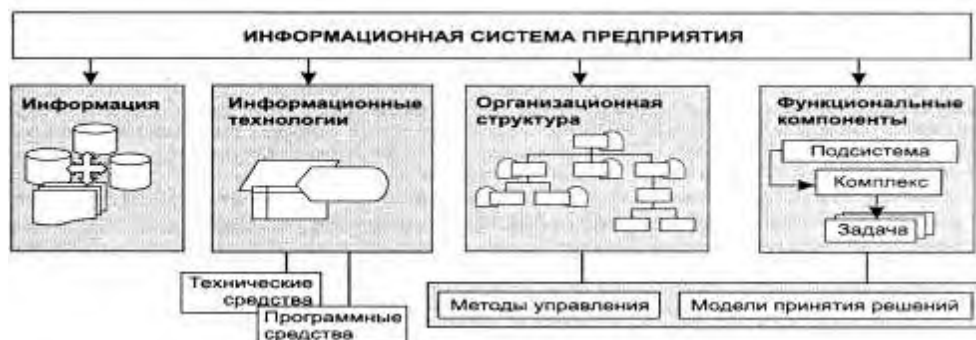 ИНФОРМАЦИОННАЯ СИСТЕМА ПРЕДПРИЯТИЯ
Информация
Информационные
технологии
Организационная
структура
Функциональные
компоненты
Подсистема
Комплекс
Задача
Технические
средства
Программные
средства
Методы управления
Модели принятия решений